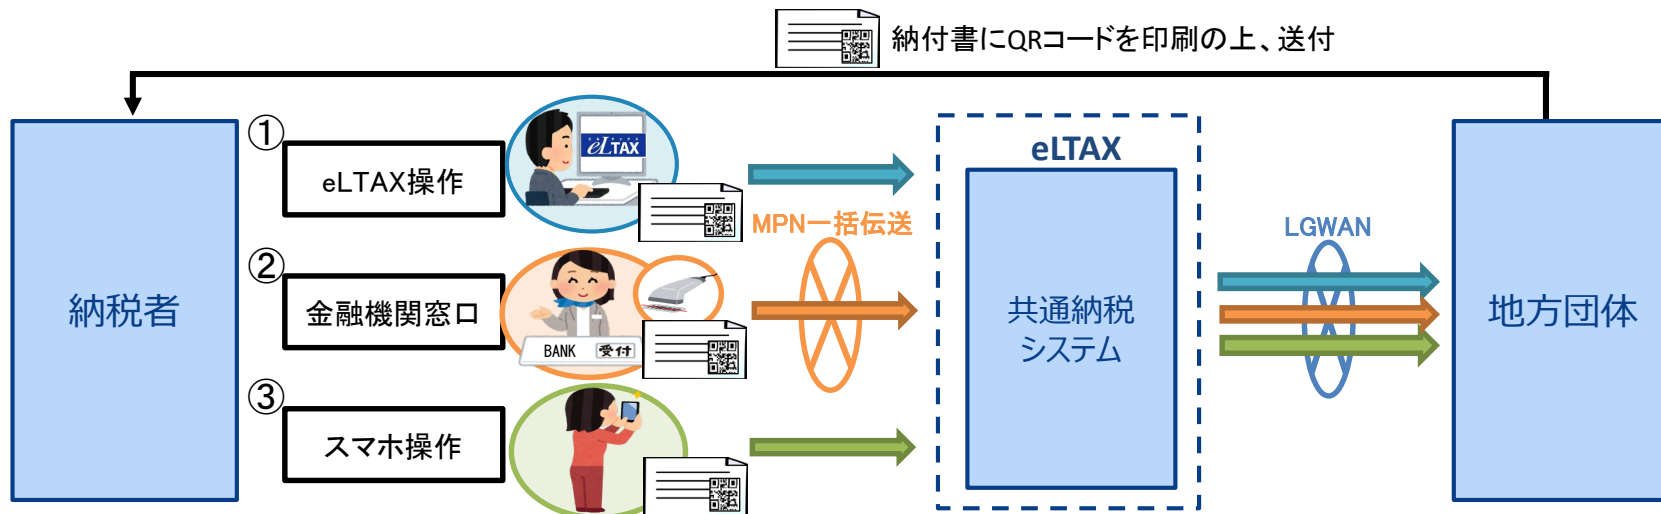 納付書にQRコードを印刷の上、送付
納税者
①
eLTAX操作
eLTAX
②
金融機関窓口
BANK 受付
③
スマホ操作
MPN一括伝送
eLTAX
共通納税
システム
LGWAN
地方団体